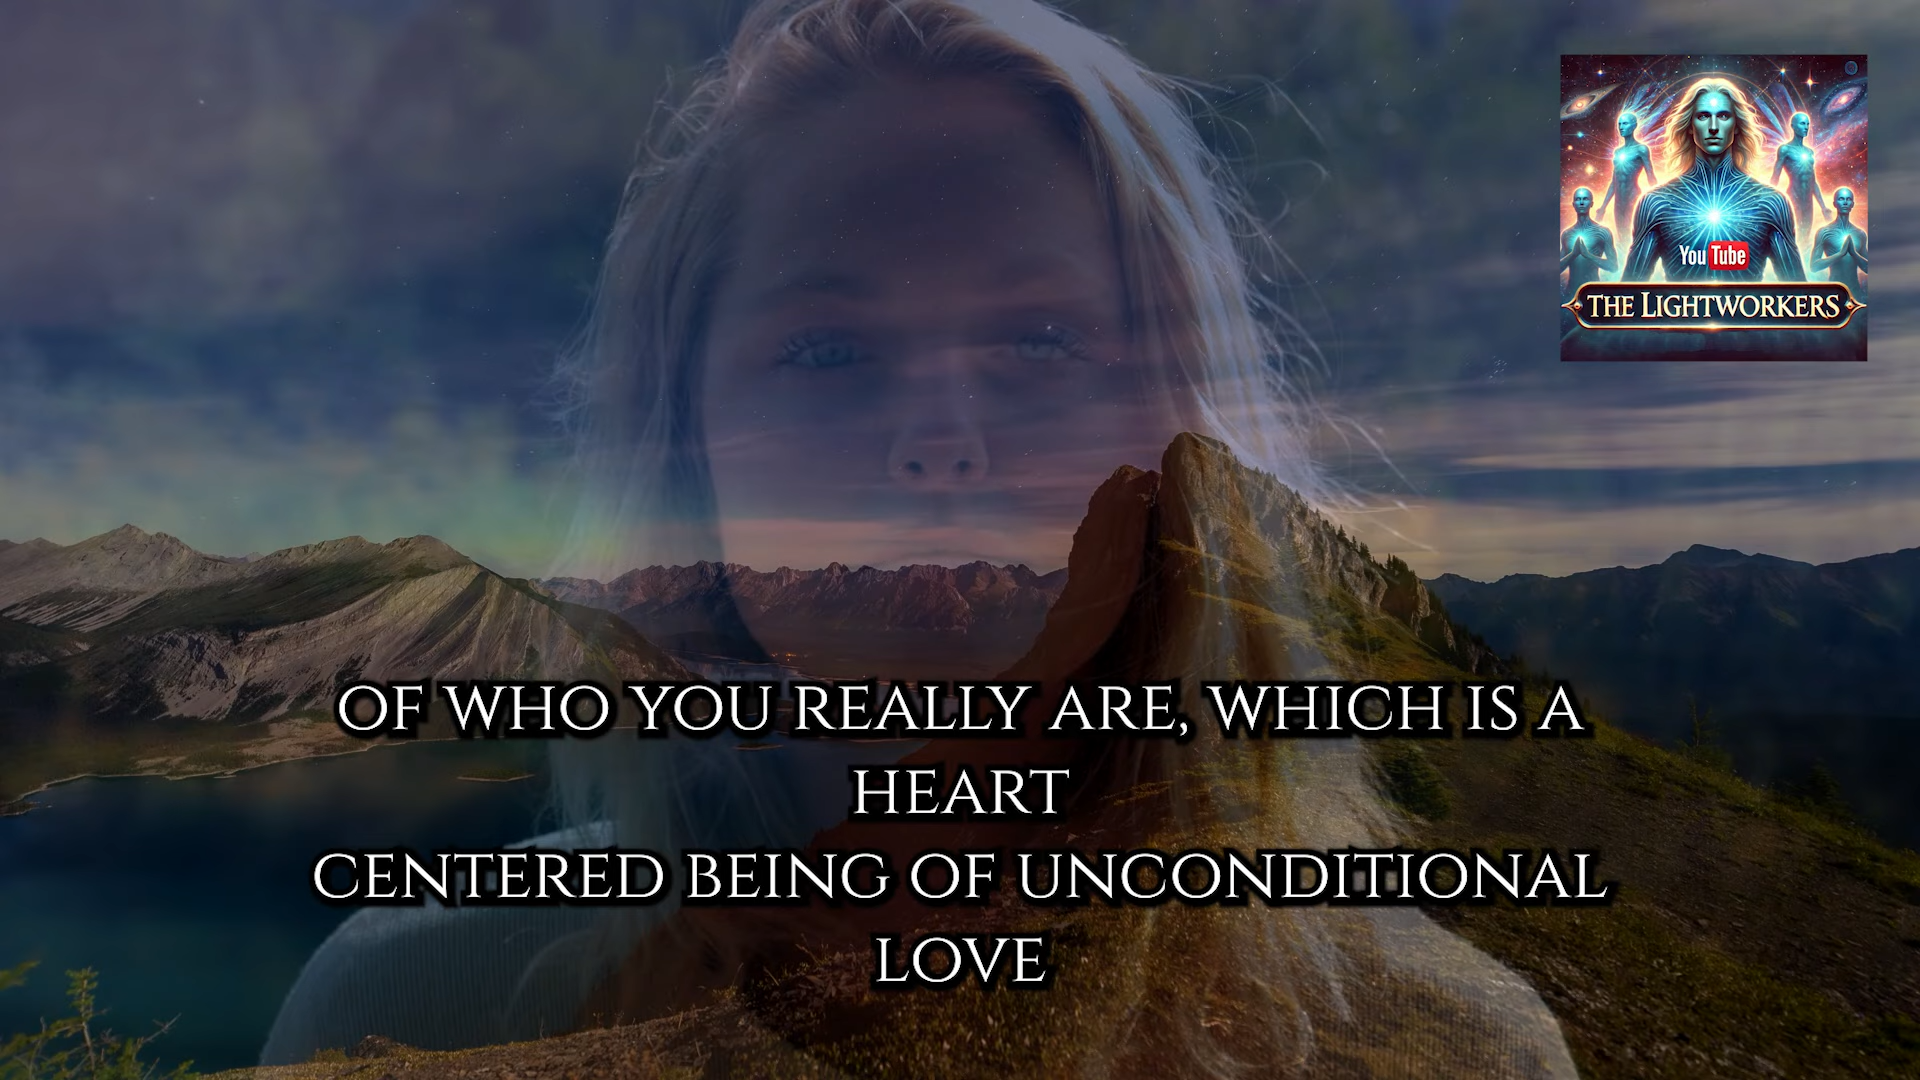 YouTube
THE LIGHTWORKERS
OF WHO YOU REALLY ARE, WHICH IS A
HEART
CENTERED BEING OF UNCONDITIONAL
LOVE